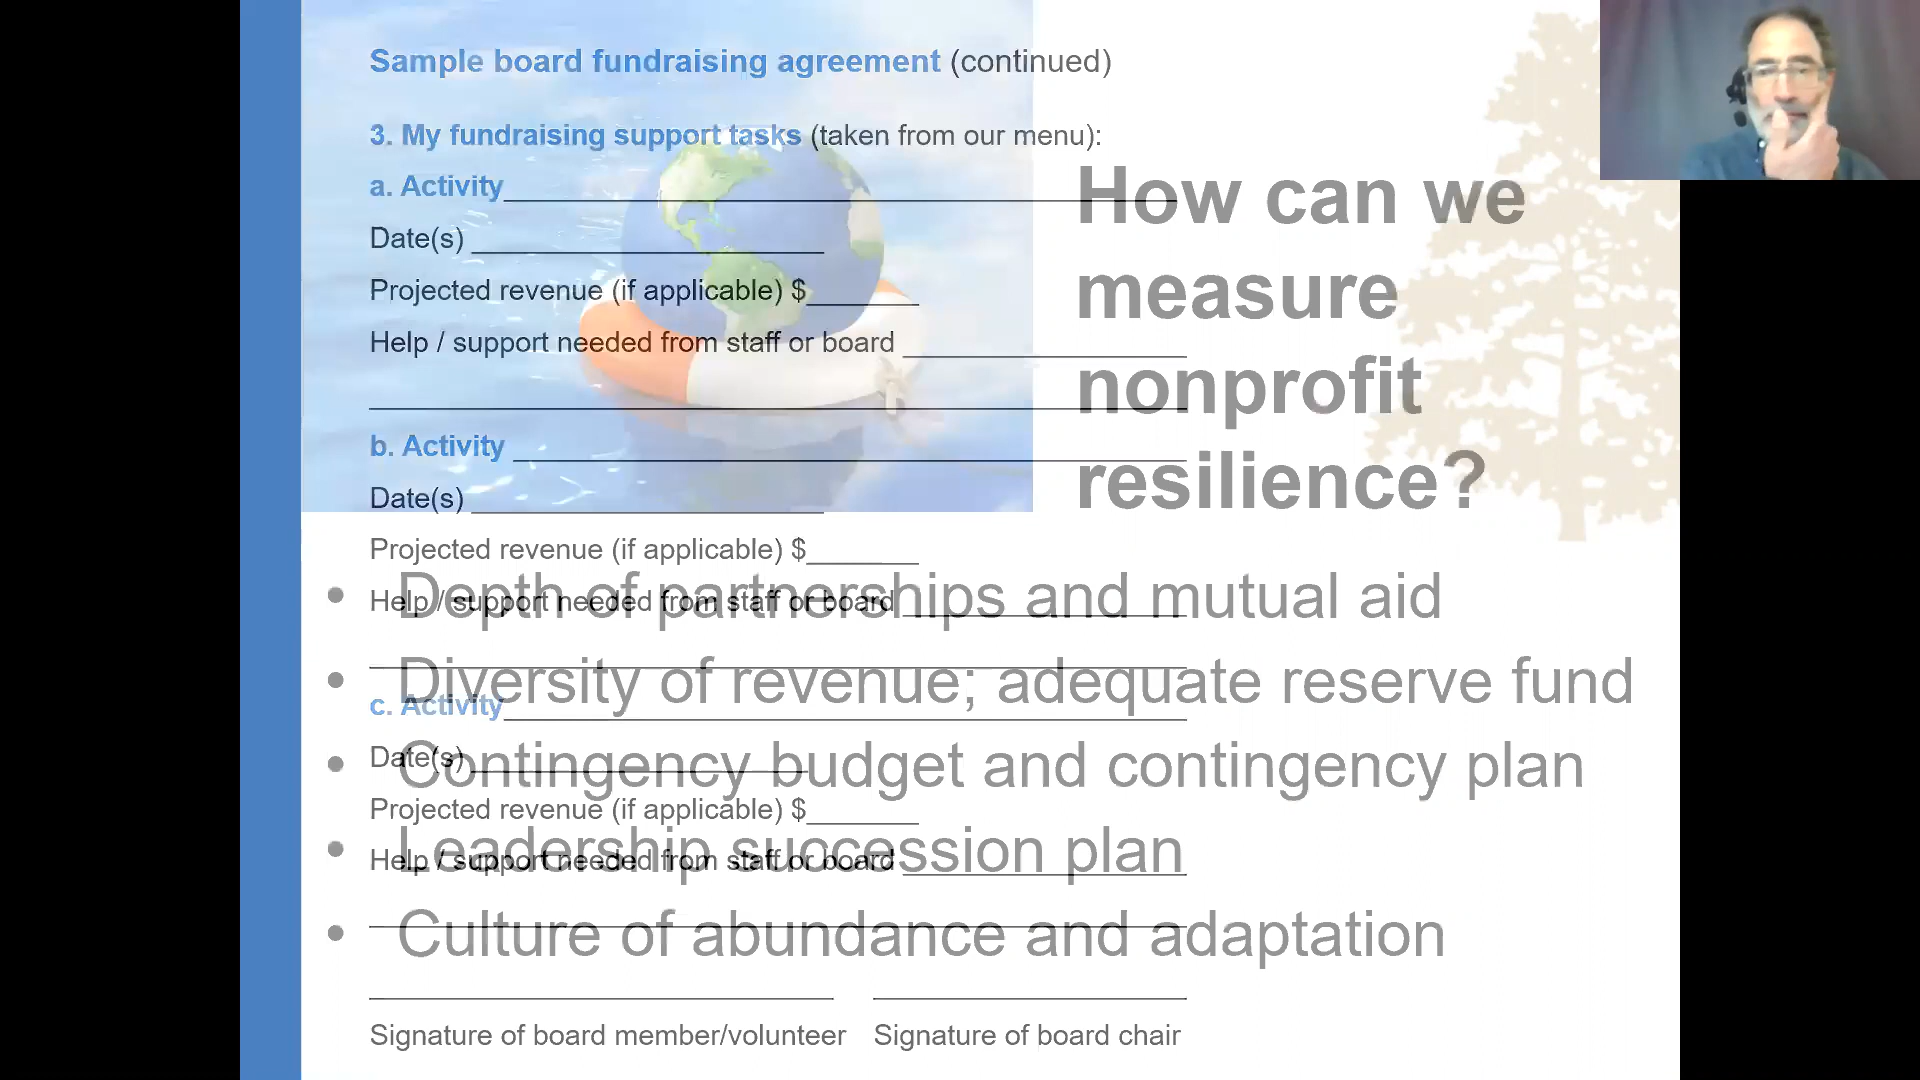 Sample board fundraising agreement (continued)
3. My fundraising support tasks (taken from our menu):
a. Activity
Date(s)
Projected revenue (if applicable) $
Help / support needed from staff or board
b. Activity
Date(s)
Projected revenue (if applicable) $
Help / support needed from staff or board
c. Activity
Date(s)
Projected revenue (if applicable) $
Help / support needed from staff or board
Signature of board member/volunteer Signature of board chair
How can we
measure
nonprofit
resilience?
• Depth of partnerships and mutual aid
• Diversity of revenue; adequate reserve fund
• Contingency budget and contingency plan
• Leadership succession plan
• Culture of abundance and adaptation